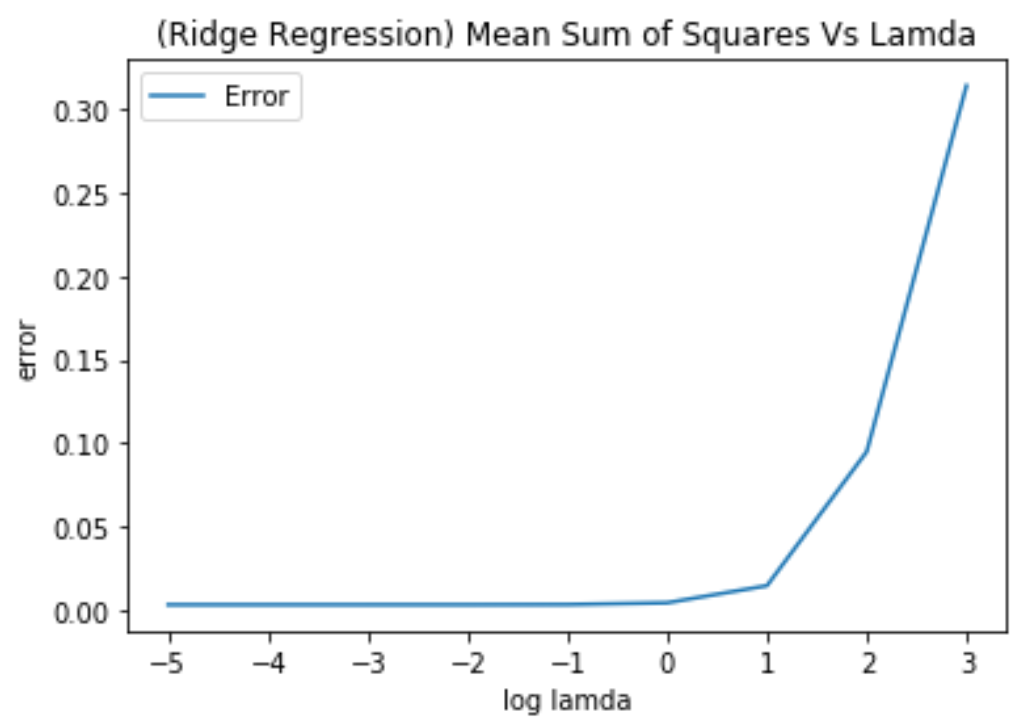 (Ridge Regression) Mean Sum of Squares Vs Lamda
Error
error
0.30
0.25
0.20
0.15
0.10
0.05
0.00
−5 −4 −3 −2 −1 0 1 2 3
log lamda